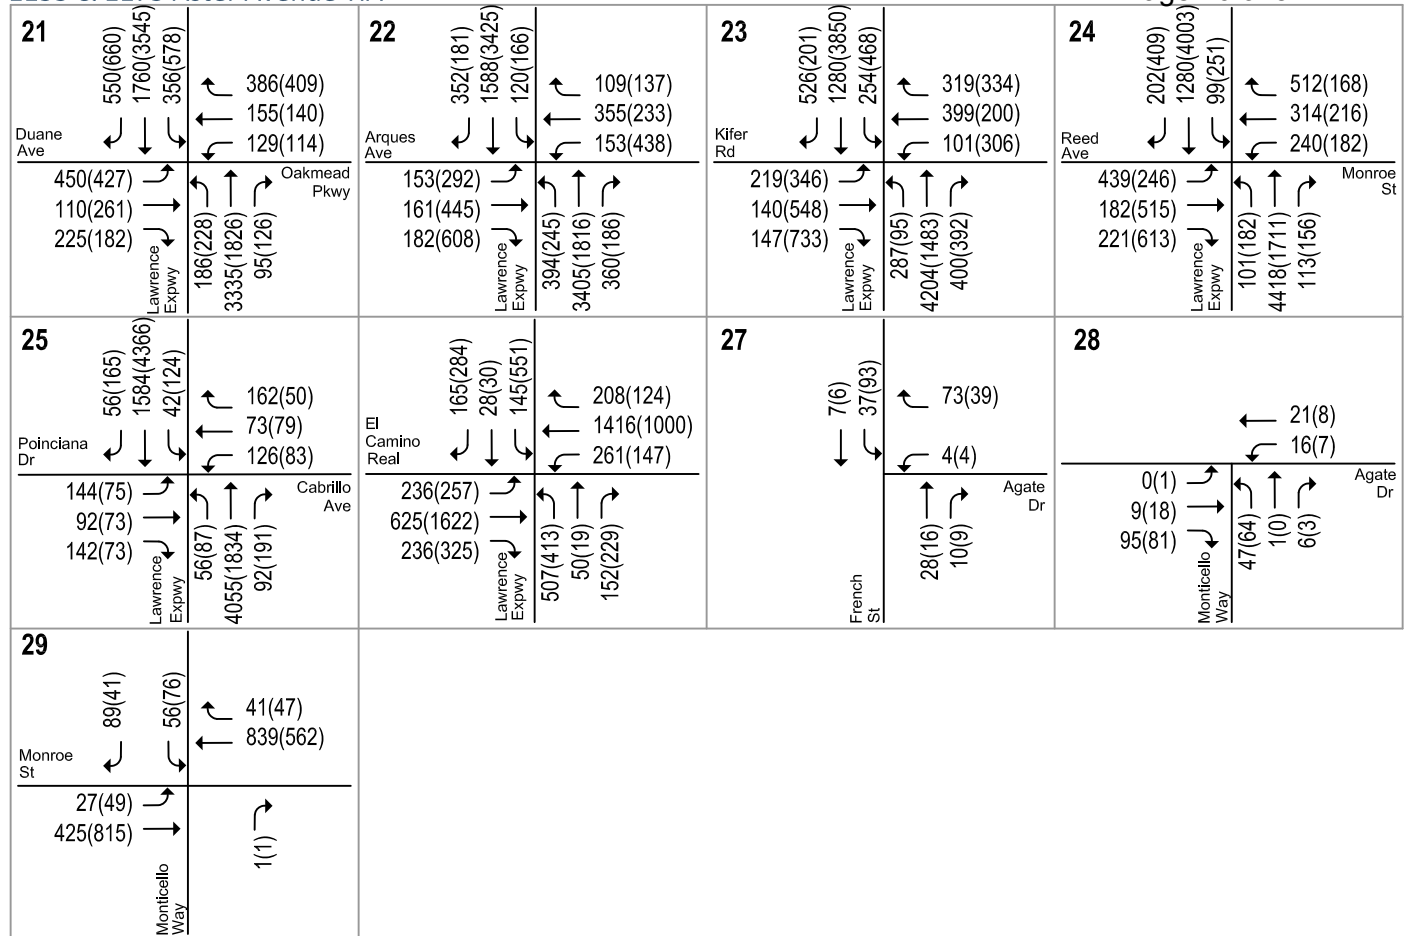 21
550(660)
1760(3545)
356(578)
386(409)
155(140)
129(114)
Duane
Ave
Oakmead
Pkwy
450(427)
110(261)
225(182)
Lawrence
Expwy
186(228)
3335(1826)
95(126)
22
352(181)
1588(3425)
120(166)
109(137)
355(233)
153(438)
Arques
Ave
153(292)
161(445)
182(608)
Lawrence
Expwy
394(245)
3405(1816)
360(186)
23
526(201)
1280(3850)
254(468)
319(334)
399(200)
101(306)
Kifer
Rd
219(346)
140(548)
147(733)
Lawrence
Expwy
287(95)
4204(1483)
400(392)
24
202(409)
1280(4003)
99(251)
512(168)
314(216)
240(182)
Reed
Ave
Monroe
St
439(246)
182(515)
221(613)
Lawrence
Expwy
101(182)
4418(1711)
113(156)
25
56(165)
1584(4366)
42(124)
162(50)
73(79)
126(83)
Poinciana
Dr
Cabrillo
Ave
144(75)
92(73)
142(73)
Lawrence
Expwy
56(87)
4055(1834)
92(191)
165(284)
28(30)
145(551)
208(124)
1416(1000)
261(147)
El
Camino
Real
236(257)
625(1622)
236(325)
Lawrence
Expwy
507(413)
50(19)
152(229)
27
7(6)
37(93)
73(39)
4(4)
Agate
Dr
French
St
28(16)
10(9)
28
21(8)
16(7)
Agate
Dr
0(1)
9(18)
95(81)
Monticello
Way
47(64)
1(0)
6(3)
29
89(41)
56(76)
41(47)
839(562)
Monroe
St
27(49)
425(815)
Monticello
Way
1(1)